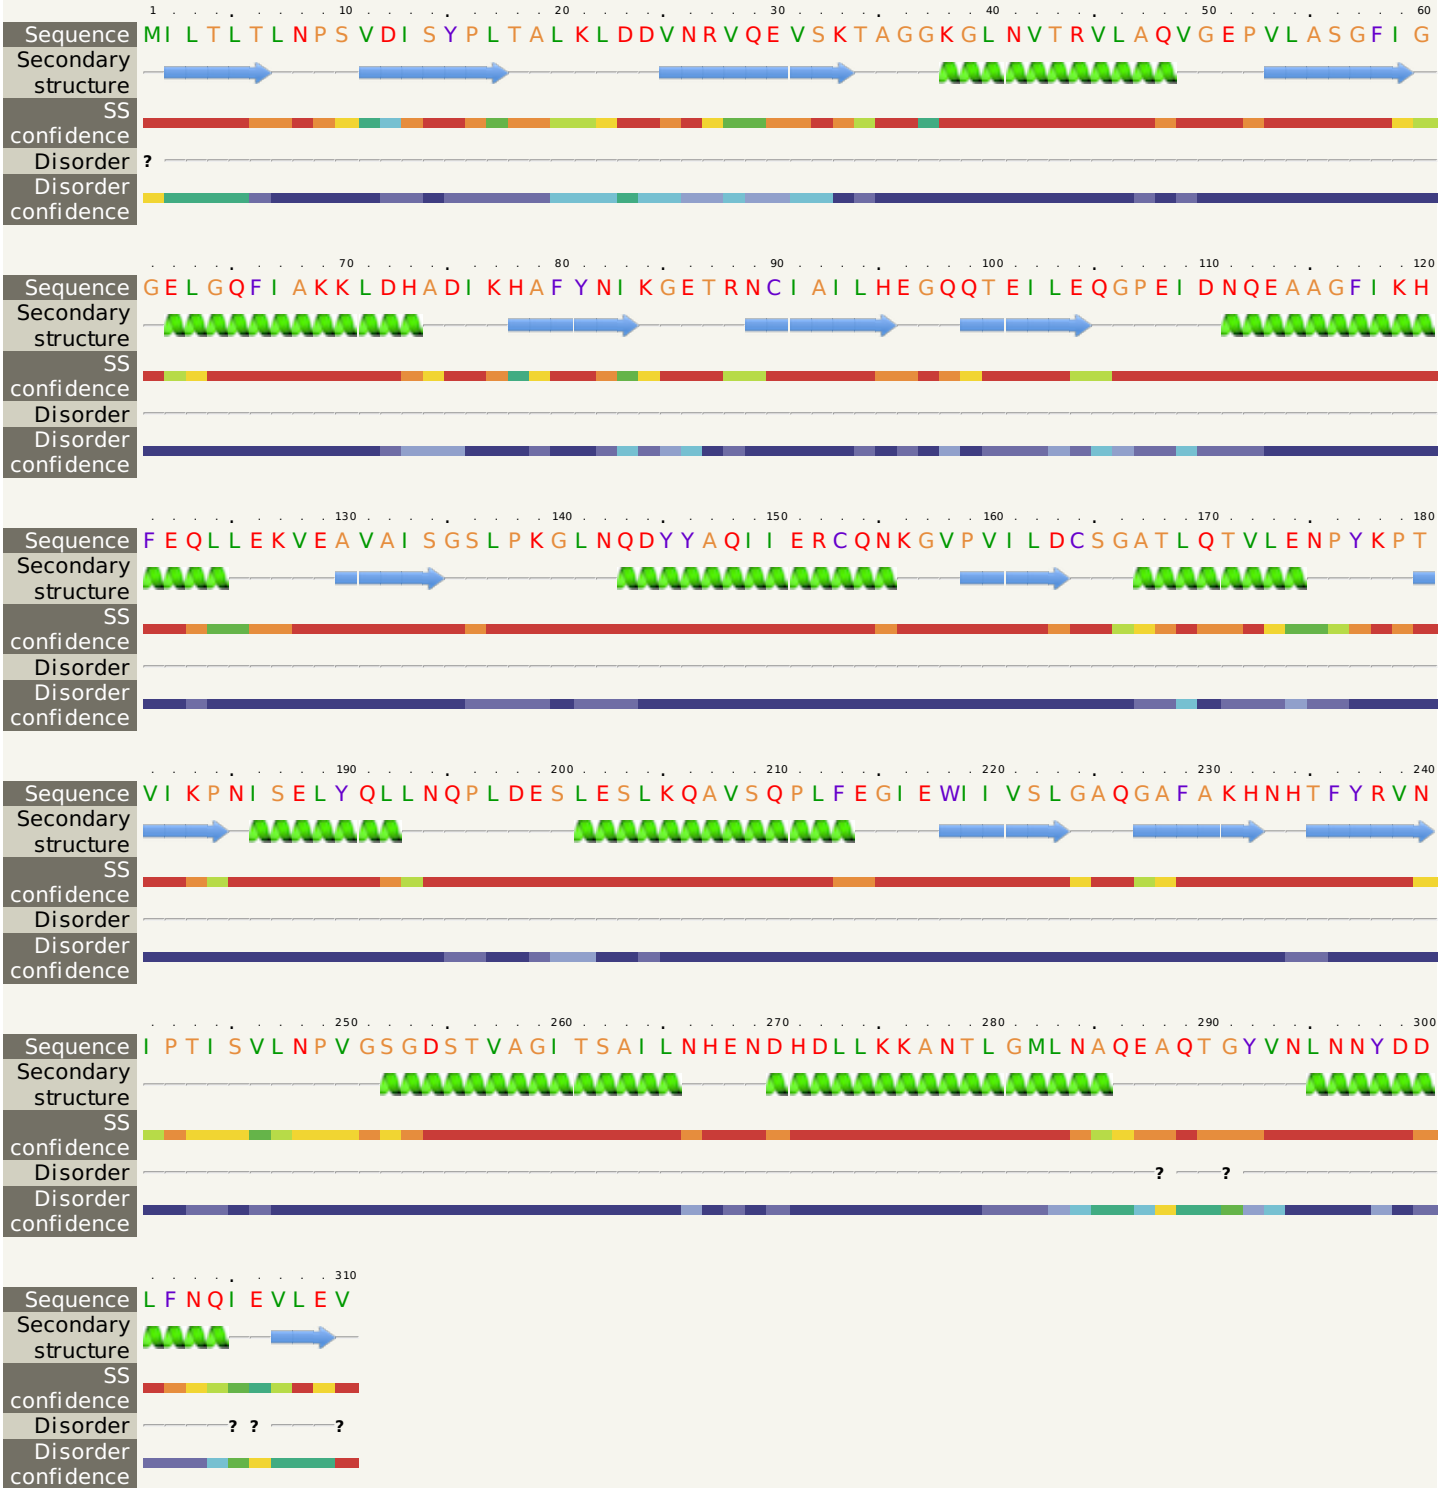 1 10 20 30 40 50 60
Sequence MILTLTLNPSVDISYPLTALKLDDVNRVQEVSKTAGGKGLNVTRVLAQVGEPVLASGFIG
Secondary structure
SS confidence
Disorder ?
Disorder confidence
70 80 90 100 110 120
Sequence GELGQFIAKKLDHADIKHAFYNIKGETRNCIAILHEGQQTEILEQGPEIDNQEAAGFIKH
Secondary structure
SS confidence
Disorder
Disorder confidence
130 140 150 160 170 180
Sequence FEQLLEKVEAVAISGSLPKGLNQDYYAQIIERCQNKGVPVILDCSGATLQTVLENPYKPT
Secondary structure
SS confidence
Disorder
Disorder confidence
190 200 210 220 230 240
Sequence VIKPNISELYQLLNQPLDESLESLKQAVSQPLFEGIEWIIVSLGAQGAFAKHNHTFYRVN
Secondary structure
SS confidence
Disorder
Disorder confidence
250 260 270 280 290 300
Sequence IPTISVLNPVGSGDSTVAGITSAILNHENDHDLLKKANTLGMLNAQEAQTGYVNLNNYDD
Secondary structure
SS confidence
Disorder ? ?
Disorder confidence
310
Sequence LFNQIEVLEV
Secondary structure
SS confidence
Disorder ? ? ?
Disorder confidence